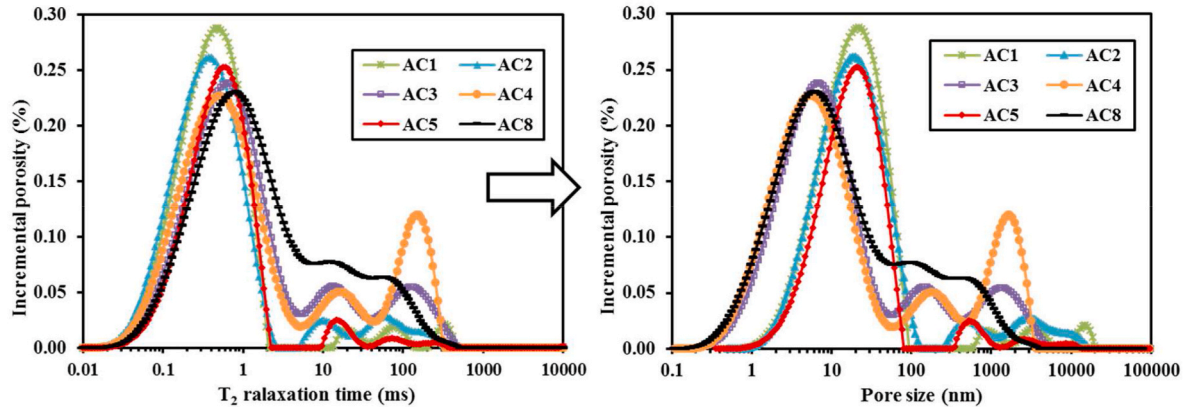 0.30
0.25
0.20
0.15
0.10
0.05
0.00
Incremental porosity (%)
AC1 AC2
AC3 AC4
AC5 AC8
0.01 0.1 1 10 100 1000 10000
T2 ralaxation time (ms)
0.30
0.25
0.20
0.15
0.10
0.05
0.00
Incremental porosity (%)
AC1 AC2
AC3 AC4
AC5 AC8
0.1 1 10 100 1000 10000 100000
Pore size (nm)